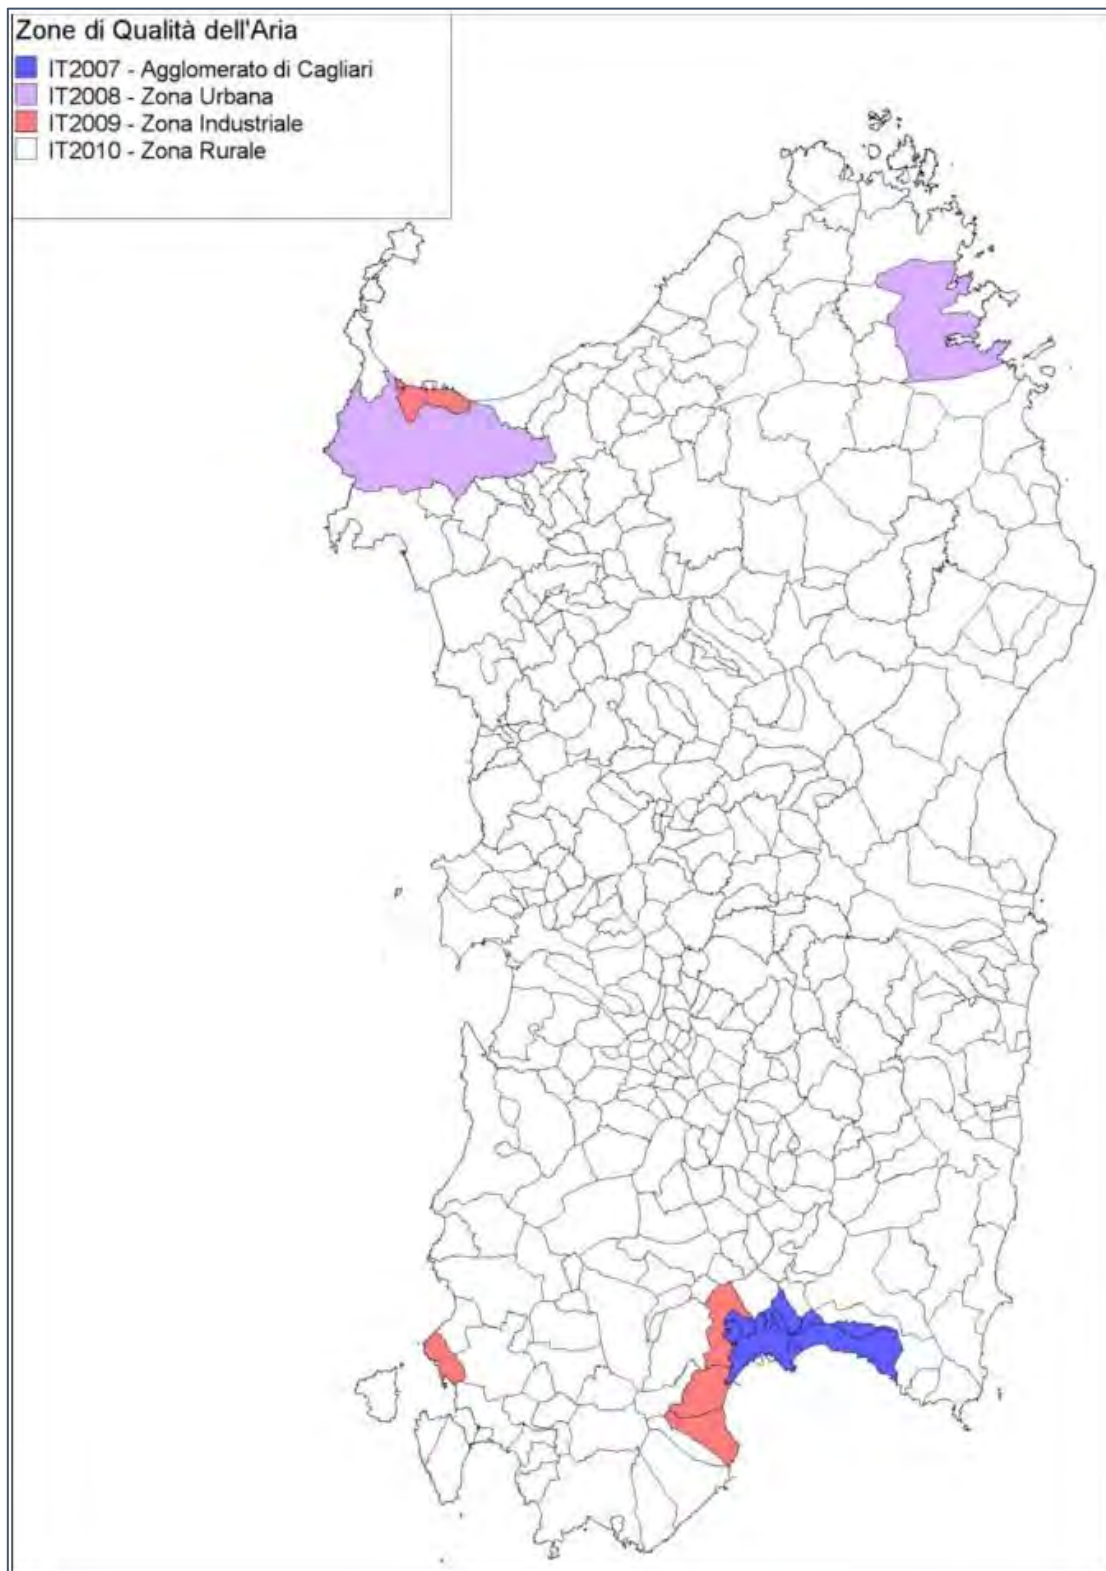 Zone di Qualità dell'Aria
IT2007 - Agglomerato di Cagliari
IT2008 - Zona Urbana
IT2009 - Zona Industriale
IT2010 - Zona Rurale